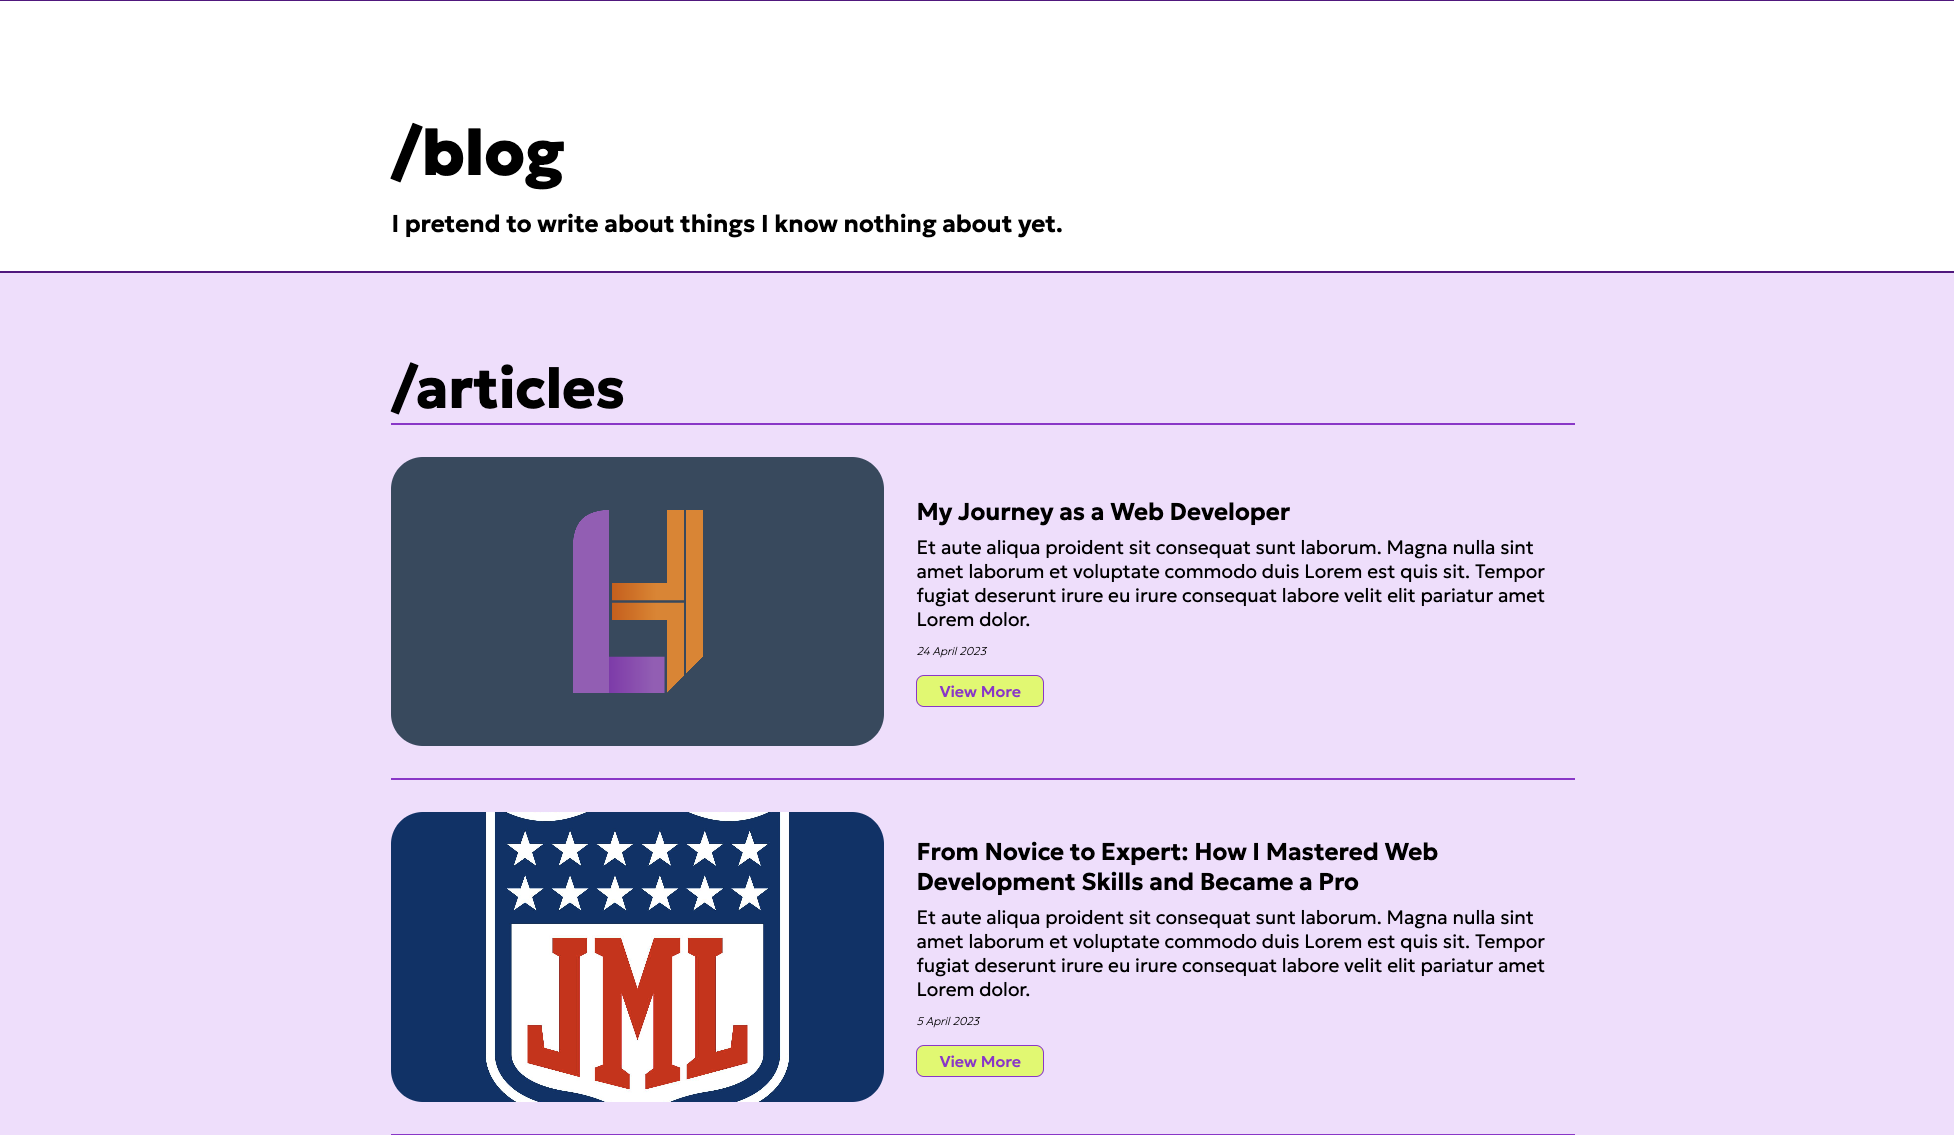 /blog
I pretend to write about things I know nothing about yet.
/articles
My Journey as a Web Developer
Et aute aliqua proident sit consequat sunt laborum. Magna nulla sint
amet laborum et voluptate commodo duis Lorem est quis sit. Tempor
fugiat deserunt irure eu irure consequat labore velit elit pariatur amet
Lorem dolor.
24 April 2023
View More
JML
From Novice to Expert: How I Mastered Web
Development Skills and Became a Pro
Et aute aliqua proident sit consequat sunt laborum. Magna nulla sint
amet laborum et voluptate commodo duis Lorem est quis sit. Tempor
fugiat deserunt irure eu irure consequat labore velit elit pariatur amet
Lorem dolor.
5 April 2023
View More